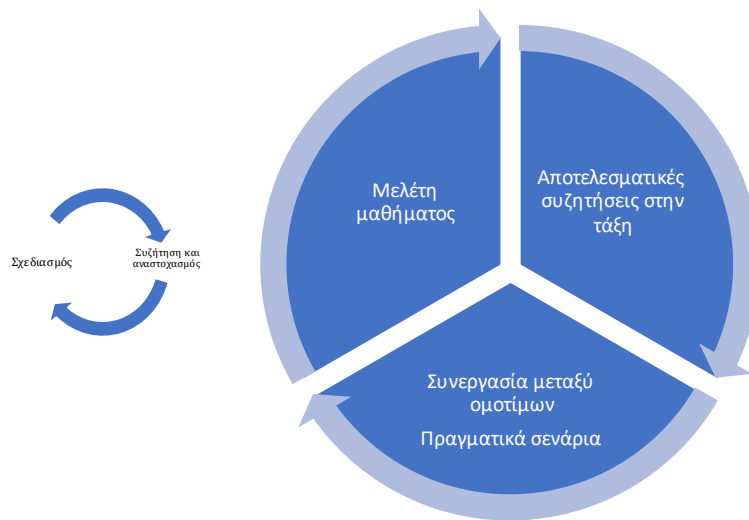 Σχεδιασμός
Συζήτηση και
αναστοχασμός
Μελέτη
μαθήματος
Αποτελεσματικές
συζητήσεις στην
τάξη
Συνεργασία μεταξύ
ομοτίμων
Πραγματικά σενάρια